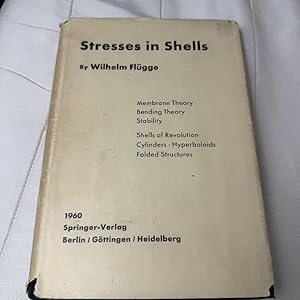 Stresses in Shells
By Wilhelm Flügge
Membrane Theory
Bending Theory
Stability
Shells of Revolution
Cylinders · Hyperboloids
Folded Structures
1960
Springer-Verlag
Berlin / Göttingen / Heidelberg